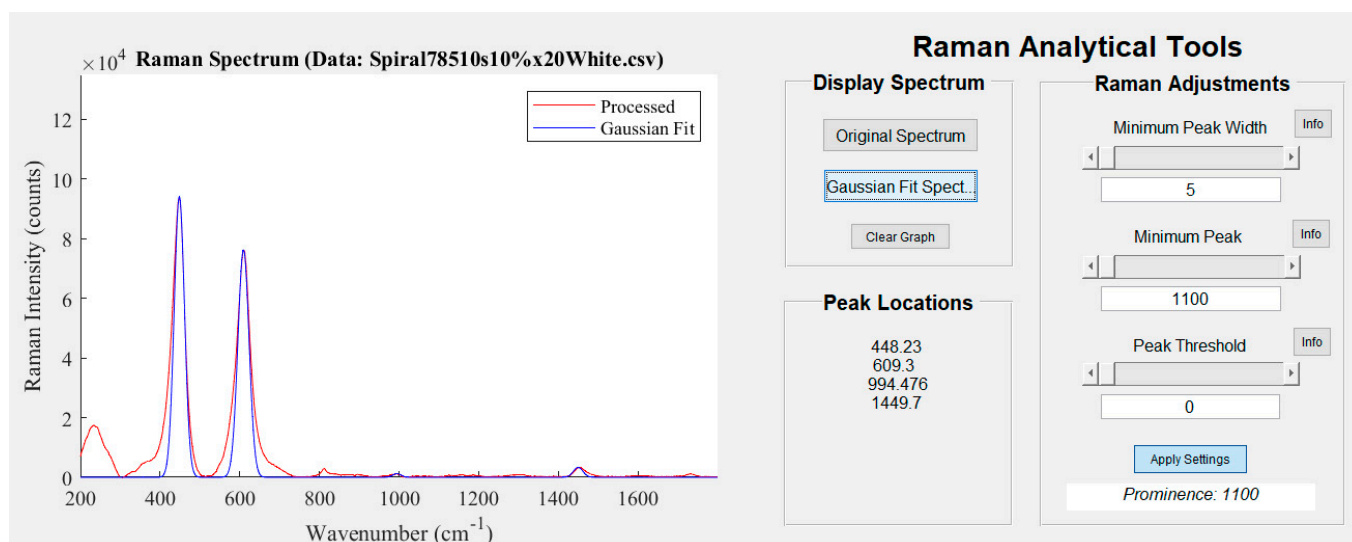 ×10⁴ Raman Spectrum (Data: Spiral78510s10%x20White.csv)
Processed
Gaussian Fit
Raman Intensity (counts)
12
10
8
6
4
2
0
200 400 600 800 1000 1200 1400 1600
Wavenumber (cm⁻¹)
Raman Analytical Tools
Display Spectrum
Original Spectrum
Gaussian Fit Spect...
Clear Graph
Peak Locations
448.23
609.3
994.476
1449.7
Raman Adjustments
Minimum Peak Width
Info
5
Minimum Peak
Info
1100
Peak Threshold
Info
0
Apply Settings
Prominence: 1100